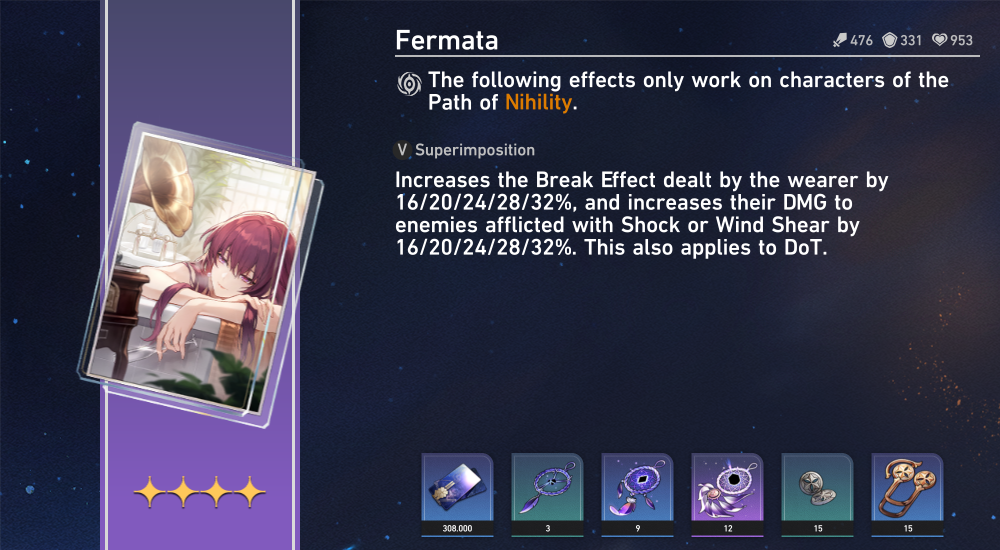 Fermata
476 331 953
The following effects only work on characters of the
Path of Nihility.
V Superimposition
Increases the Break Effect dealt by the wearer by
16/20/24/28/32%, and increases their DMG to
enemies afflicted with Shock or Wind Shear by
16/20/24/28/32%. This also applies to DoT.
308.000 3 9 12 15 15